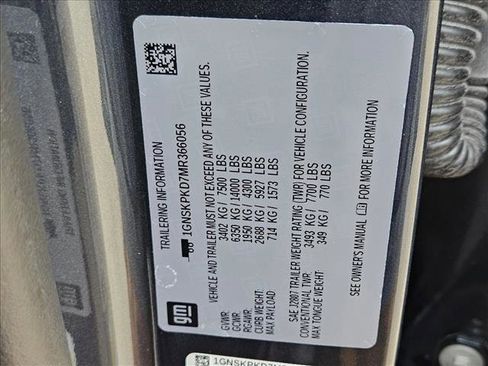 TRAILERING INFORMATION
1GNSKPKD7MR366056
VEHICLE AND TRAILER MUST NOT EXCEED ANY OF THESE VALUES.
GVWR: 3402 KG/ 7500 LBS
GCWR: 6350 KG/ 14000 LBS
RGAWR: 1950 KG/ 4300 LBS
CURB WEIGHT: 2688 KG/ 5927 LBS
MAX PAYLOAD 714 KG/ 1573 LBS
SAE J2807 TRAILER WEIGHT RATING (TWR) FOR VEHICLE CONFIGURATION.
CONVENTIONAL TWR: 3493 KG/ 7700 LBS
MAX TONGUE WEIGHT: 349 KG/ 770 LBS
SEE OWNER'S MANUAL FOR MORE INFORMATION
gm